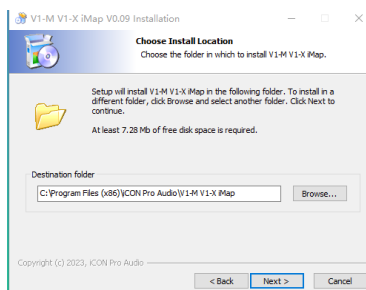 V1-M V1-X iMap V0.09 Installation
Choose Install Location
Choose the folder in which to install V1-M V1-X iMap.
Setup will install V1-M V1-X iMap in the following folder. To install in a
different folder, click Browse and select another folder. Click Next to
continue.
At least 7.28 Mb of free disk space is required.
Destination folder
C:\Program Files (x86)\iCON Pro Audio\V1-M V1-X iMap
Browse...
Copyright (c) 2023, iCON Pro Audio
< Back
Next >
Cancel